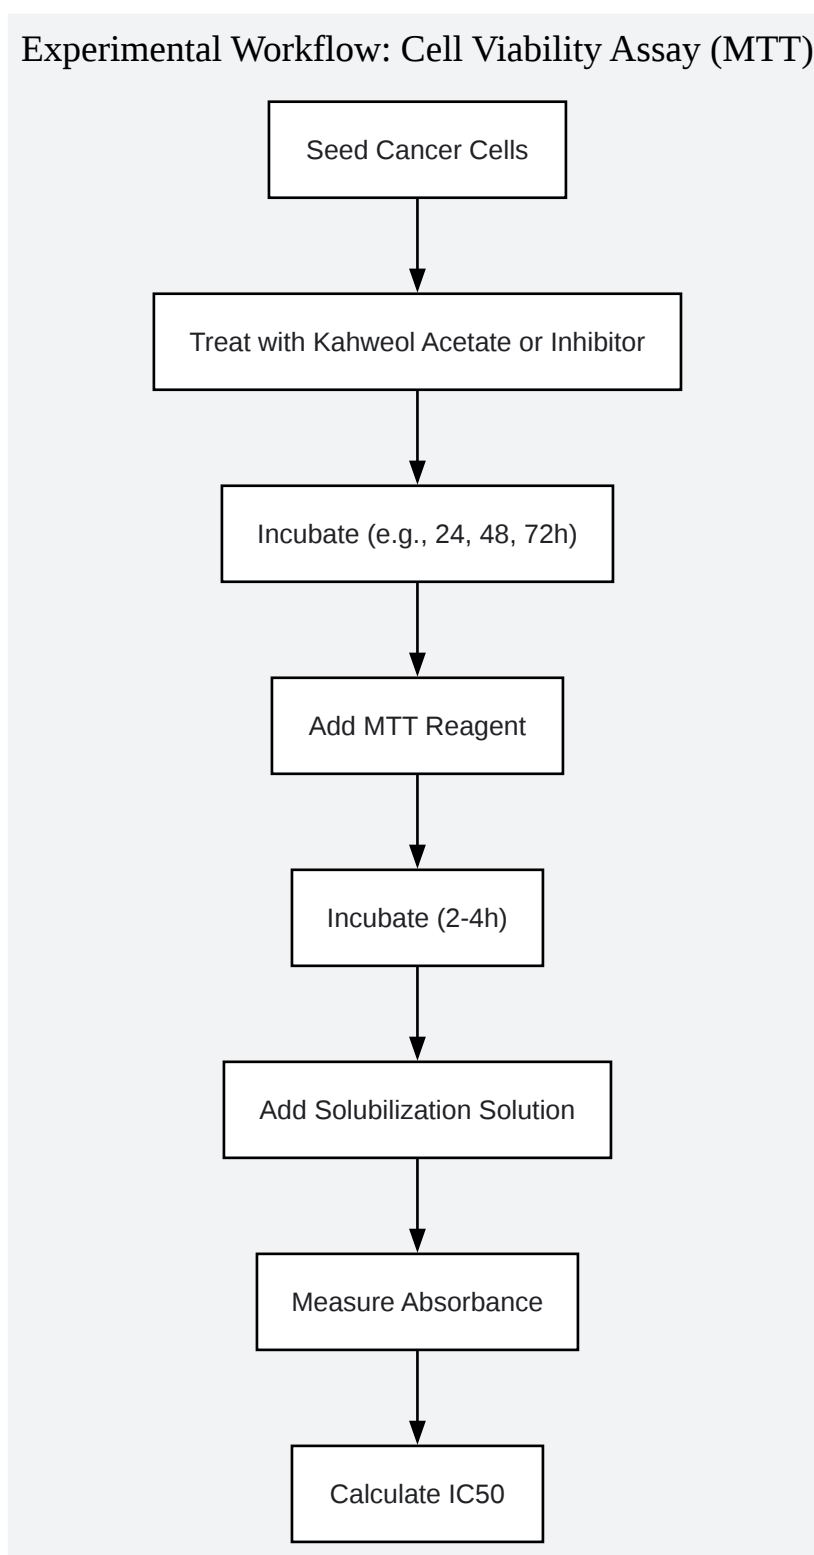 Experimental Workflow: Cell Viability Assay (MTT)
Seed Cancer Cells
Treat with Kahweol Acetate or Inhibitor
Incubate (e.g., 24, 48, 72h)
Add MTT Reagent
Incubate (2-4h)
Add Solubilization Solution
Measure Absorbance
Calculate IC50